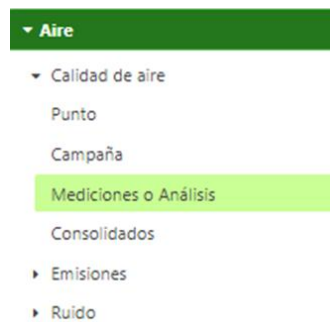 Aire
Calidad de aire
Punto
Campaña
Mediciones o Análisis
Consolidados
Emisiones
Ruido